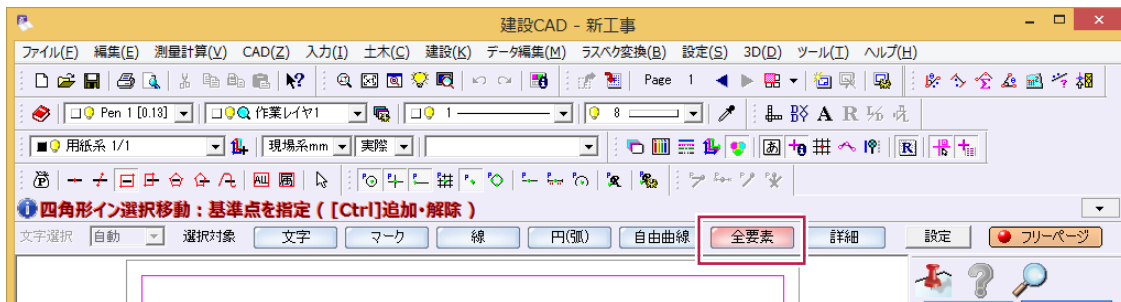 建設CAD - 新工事
ファイル(F) 編集(E) 測量計算(V) CAD(Z) 入力(I) 土木(C) 建設(K) データ編集(M) ラスベク変換(B) 設定(S) 3D(D) ツール(T) ヘルプ(H)
Page 1
Pen 1 [0.13] 作業レイヤ1 1 8 A R
用紙系 1/1 現場系mm 実際 あ R
ALL
四角形イン選択移動：基準点を指定 ( [Ctrl]追加・解除 )
文字選択 自動 選択対象 文字 マーク 線 円(弧) 自由曲線 全要素 詳細 設定 フリーページ